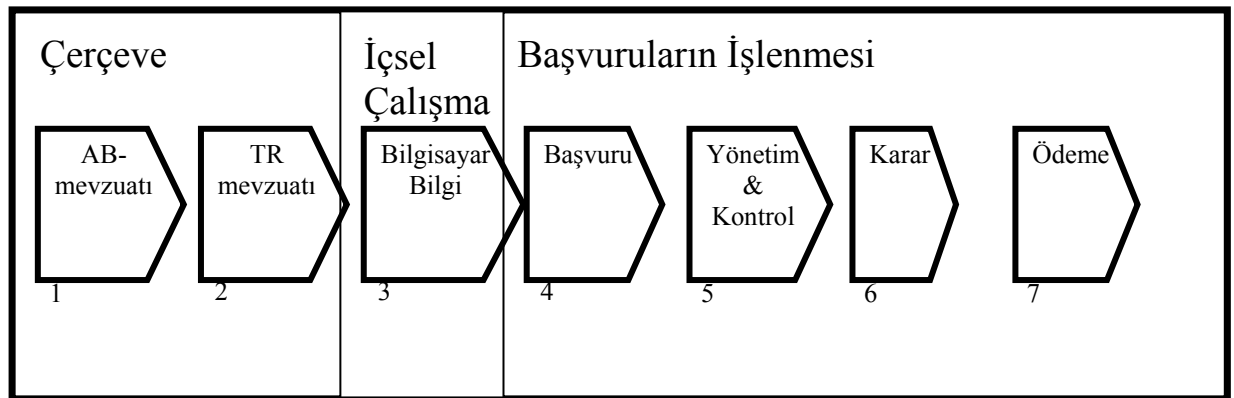 Çerçeve
İçsel
Çalışma
Başvuruların İşlenmesi
AB-
mevzuatı
1
TR
mevzuatı
2
Bilgisayar
Bilgi
3
Başvuru
4
Yönetim
&
Kontrol
5
Karar
6
Ödeme
7